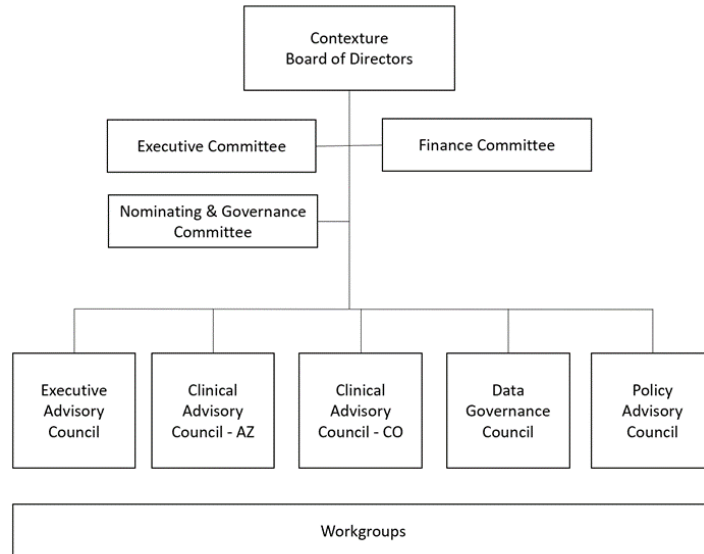 Contexture
Board of Directors
Executive Committee
Finance Committee
Nominating & Governance
Committee
Executive
Advisory
Council
Clinical
Advisory
Council - AZ
Clinical
Advisory
Council - CO
Data
Governance
Council
Policy
Advisory
Council
Workgroups